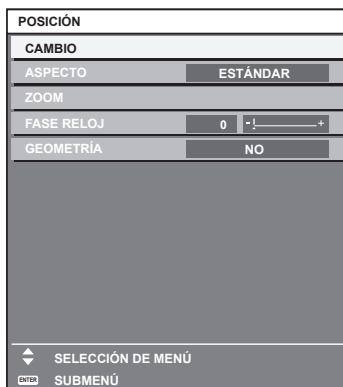 POSICIÓN
CAMBIO
ASPECTO ESTÁNDAR
ZOOM
FASE RELOJ 0 - +
GEOMETRÍA NO
SELECCIÓN DE MENÚ
ENTER SUBMENÚ